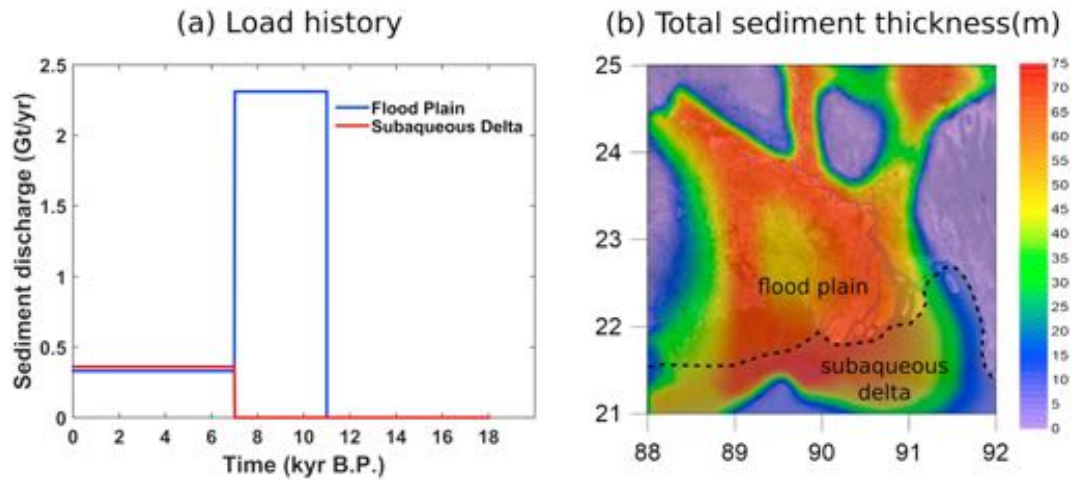 (a) Load history
2.5
2
1.5
1
0.5
0
Sediment discharge (Gt/yr)
Flood Plain
Subaqueous Delta
0 2 4 6 8 10 12 14 16 18
Time (kyr B.P.)
(b) Total sediment thickness(m)
25
24
23
22
21
flood plain
subaqueous
delta
88 89 90 91 92
75
70
65
60
55
50
45
40
35
30
25
20
15
10
5
0